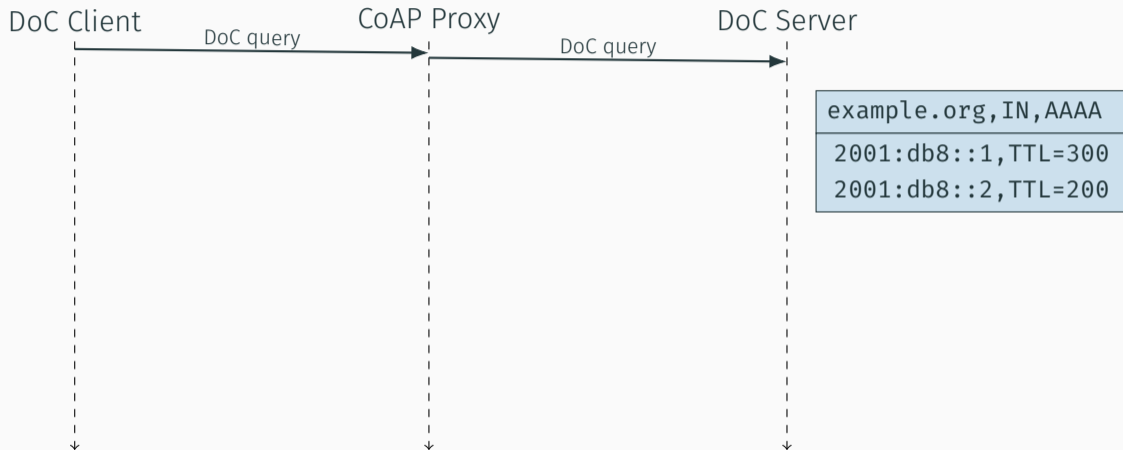 DoC Client
CoAP Proxy
DoC Server
DoC query
DoC query
example.org,IN,AAAA
2001:db8::1,TTL=300
2001:db8::2,TTL=200